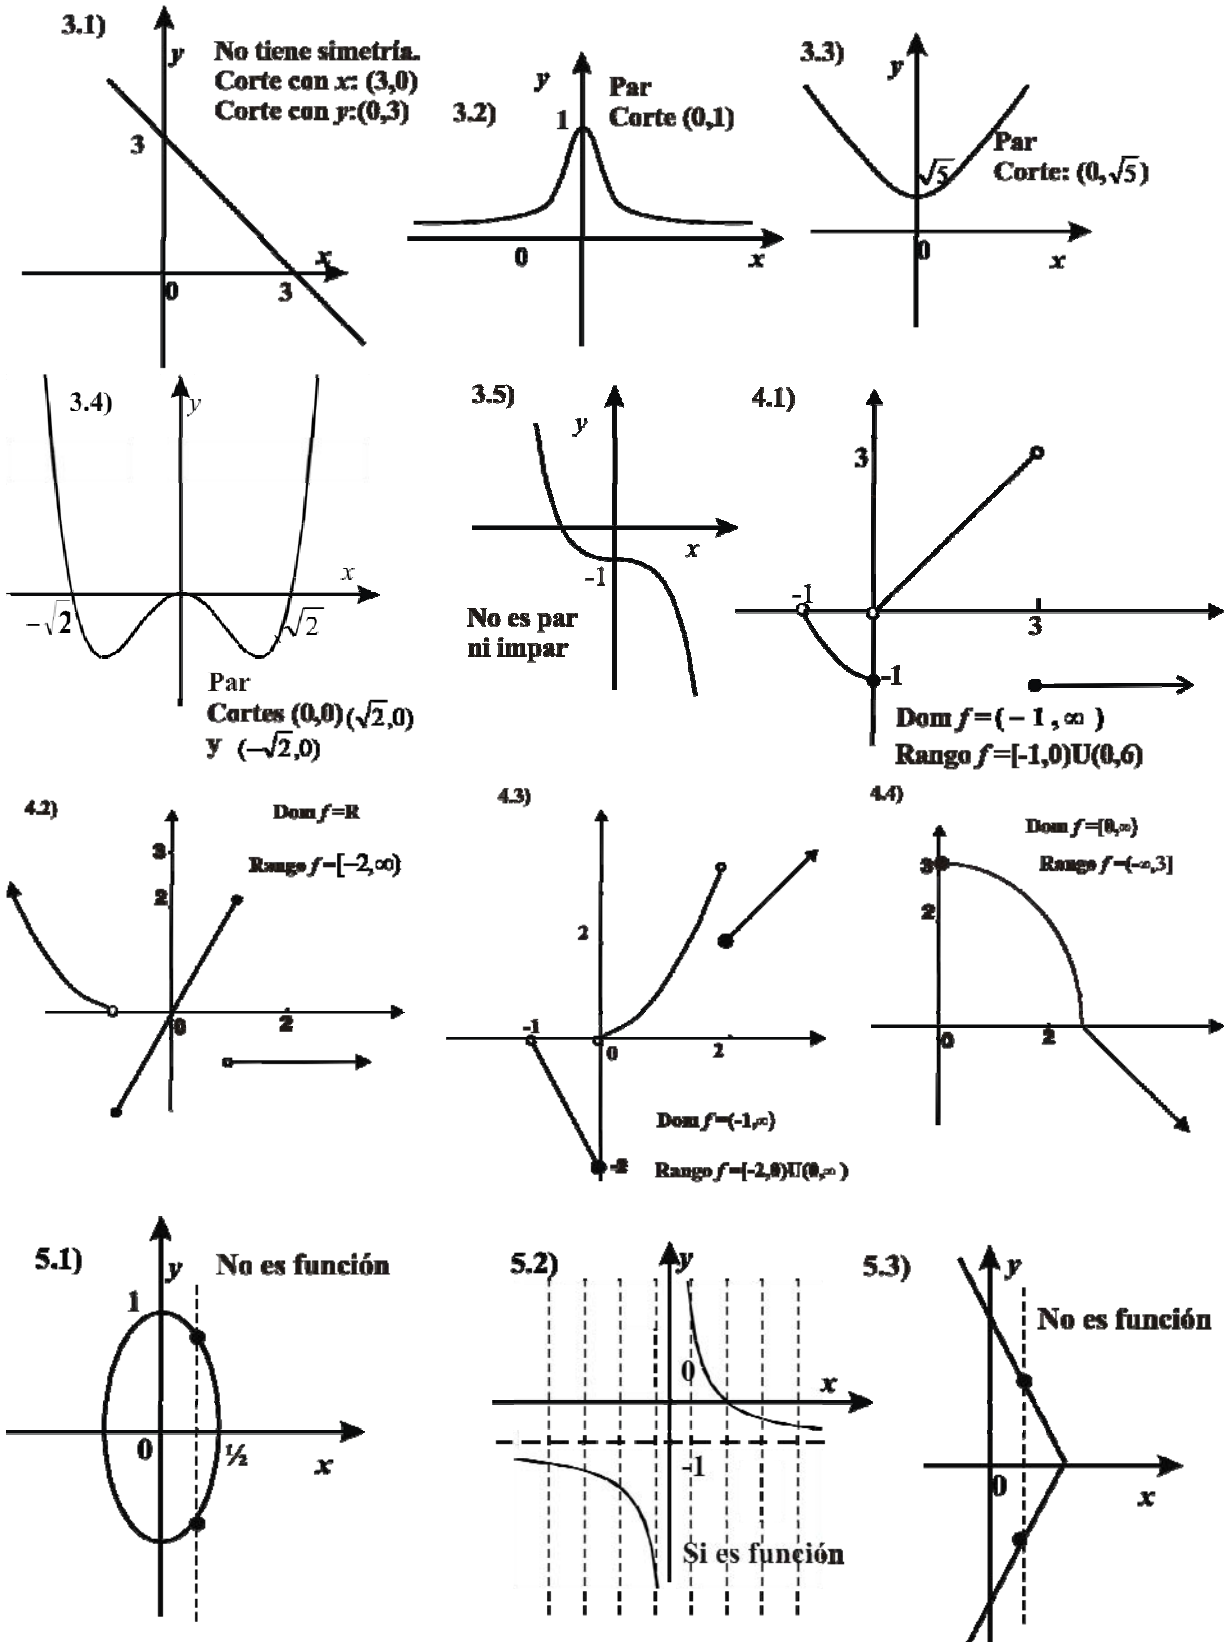 3.1)
y
No tiene simetría.
Corte con x: (3,0)
Corte con y:(0,3)
3
x
0
3
3.2)
y
Par
Corte (0,1)
1
0
x
3.3)
y
Par
Corte: (0,√5)
√5
0
x
3.4)
y
x
−√2
√2
Par
Cortes (0,0)(√2,0)
y (−√2,0)
3.5)
y
x
-1
No es par
ni impar
4.1)
3
-1
3
-1
Dom f=(−1,∞)
Rango f=[-1,0)U(0,6)
4.2)
Dom f=R
3
Rango f=[−2,∞)
2
0
2
4.3)
2
-1
0
2
Dom f=(-1,∞)
-2
Rango f=[-2,0)U(0,∞)
4.4)
Dom f=[0,∞)
3
Rango f=(-∞,3]
2
0
2
5.1)
y
No es función
1
0
½
x
5.2)
y
0
x
-1
Si es función
5.3)
y
No es función
0
x